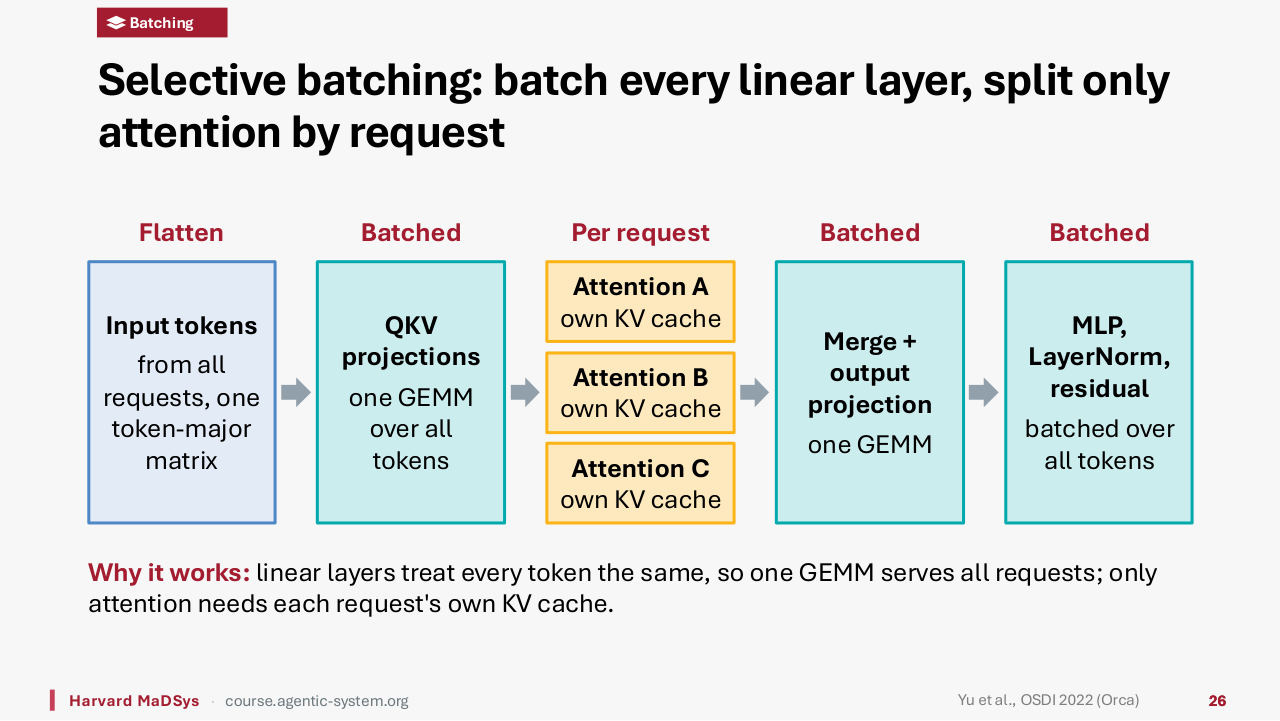 Batching
Selective batching: batch every linear layer, split only
attention by request
Flatten
Input tokens
from all
requests, one
token-major
matrix
Batched
QKV
projections
one GEMM
over all
tokens
Per request
Attention A
own KV cache
Attention B
own KV cache
Attention C
own KV cache
Batched
Merge +
output
projection
one GEMM
Batched
MLP,
LayerNorm,
residual
batched over
all tokens
Why it works: linear layers treat every token the same, so one GEMM serves all requests; only
attention needs each request's own KV cache.
Harvard MaDSys · course.agentic-system.org
Yu et al., OSDI 2022 (Orca)
26